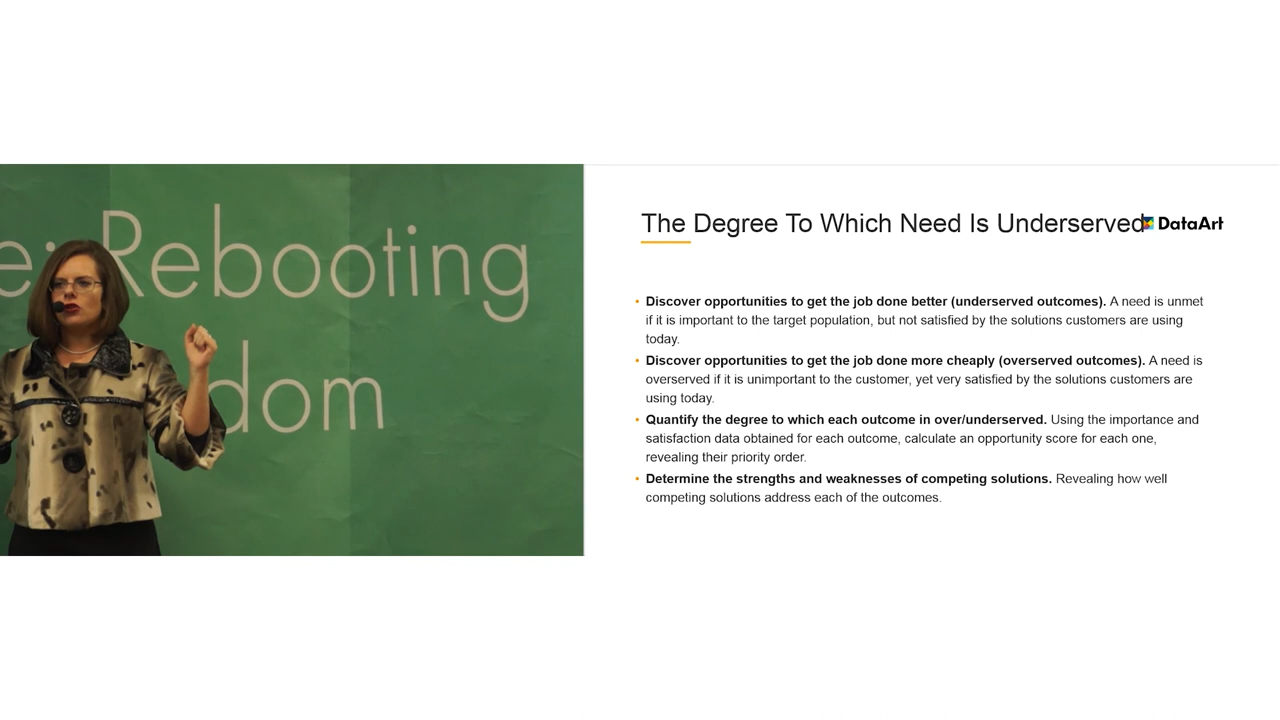 e: Rebooting
dom
The Degree To Which Need Is Underserved
DataArt
• Discover opportunities to get the job done better (underserved outcomes). A need is unmet
if it is important to the target population, but not satisfied by the solutions customers are using
today.
• Discover opportunities to get the job done more cheaply (overserved outcomes). A need is
overserved if it is unimportant to the customer, yet very satisfied by the solutions customers are
using today.
• Quantify the degree to which each outcome in over/underserved. Using the importance and
satisfaction data obtained for each outcome, calculate an opportunity score for each one,
revealing their priority order.
• Determine the strengths and weaknesses of competing solutions. Revealing how well
competing solutions address each of the outcomes.